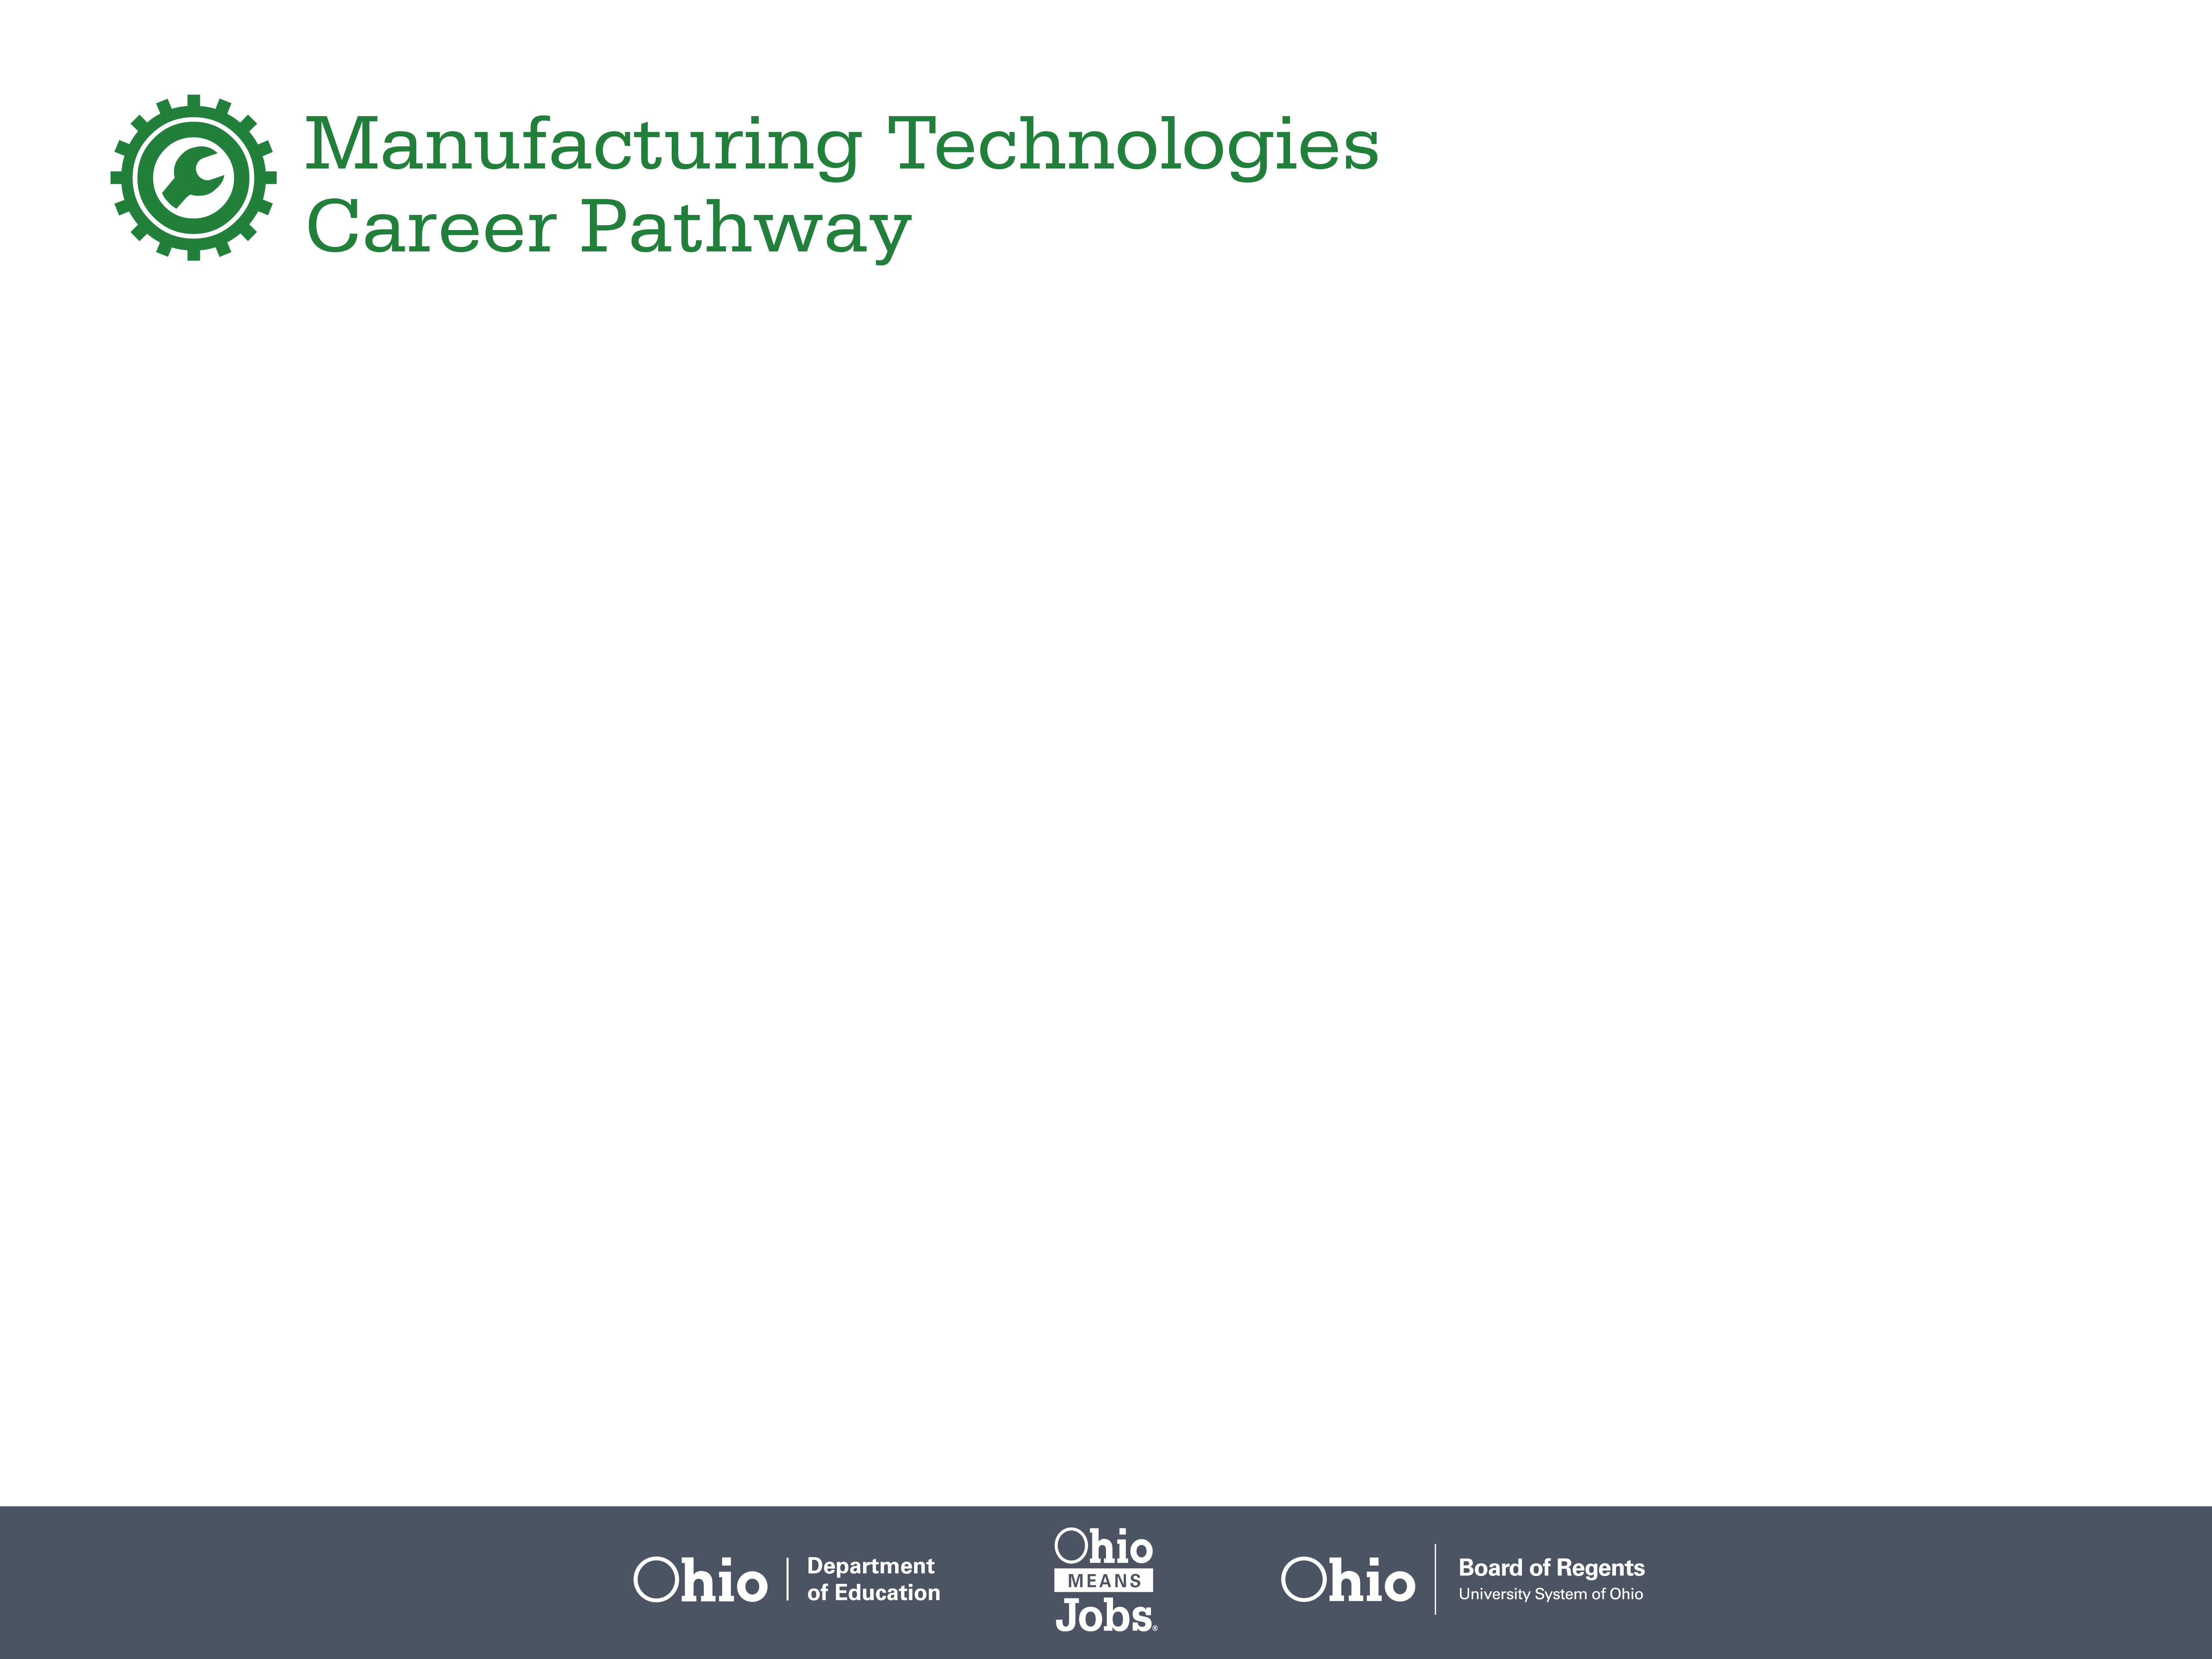 Manufacturing Technologies
Career Pathway
Ohio
Department
of Education
Ohio
MEANS
Jobs®
Ohio
Board of Regents
University System of Ohio